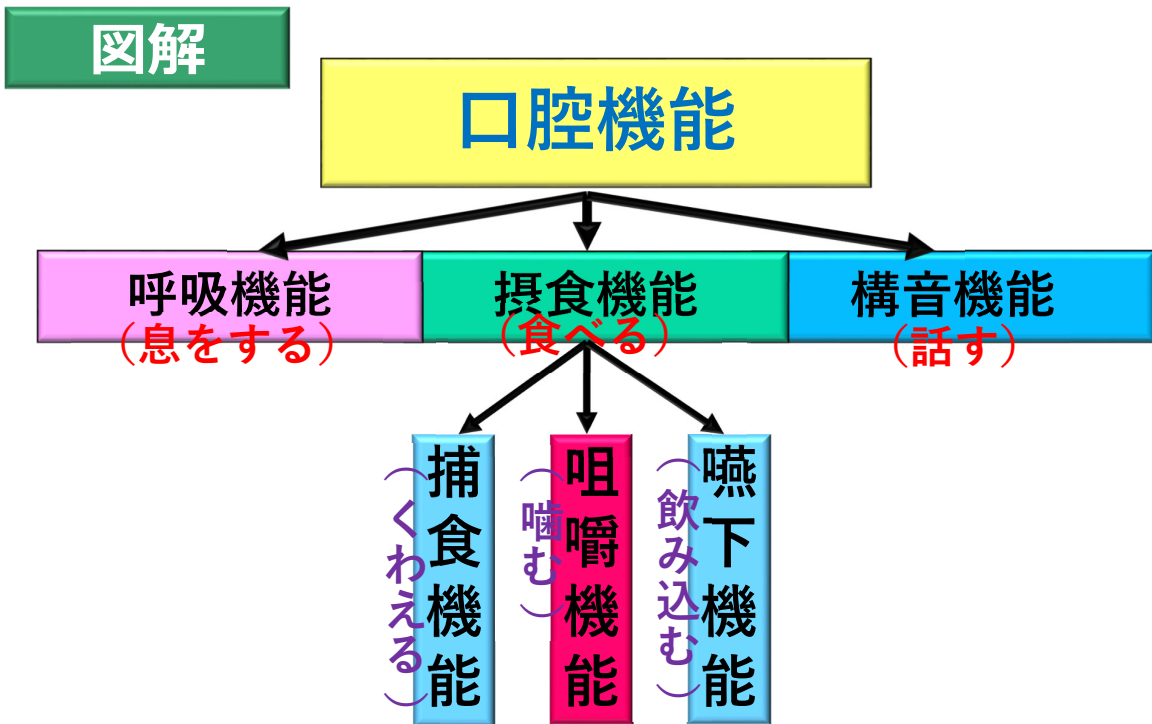 図解
口腔機能
呼吸機能
(息をする)
摂食機能
(食べる)
構音機能
(話す)
捕食機能
(くわえる)
咀嚼機能
(噛む)
嚥下機能
(飲み込む)